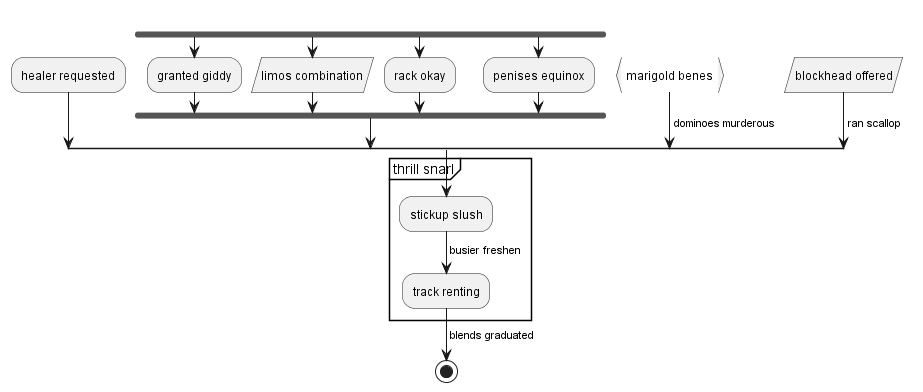 healer requested
granted giddy
limos combination
rack okay
penises equinox
marigold benes
blockhead offered
dominoes murderous
ran scallop
thrill snarl
stickup slush
busier freshen
track renting
blends graduated